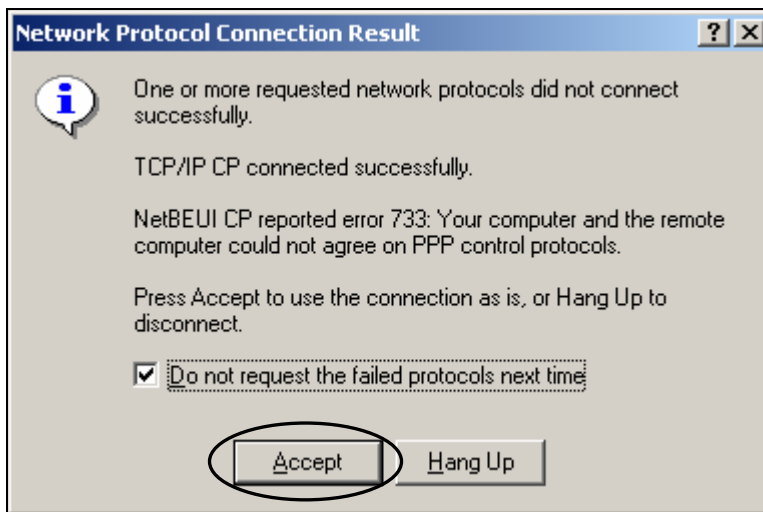 Network Protocol Connection Result
One or more requested network protocols did not connect
successfully.
TCP/IP CP connected successfully.
NetBEUI CP reported error 733: Your computer and the remote
computer could not agree on PPP control protocols.
Press Accept to use the connection as is, or Hang Up to
disconnect.
Do not request the failed protocols next time
Accept Hang Up